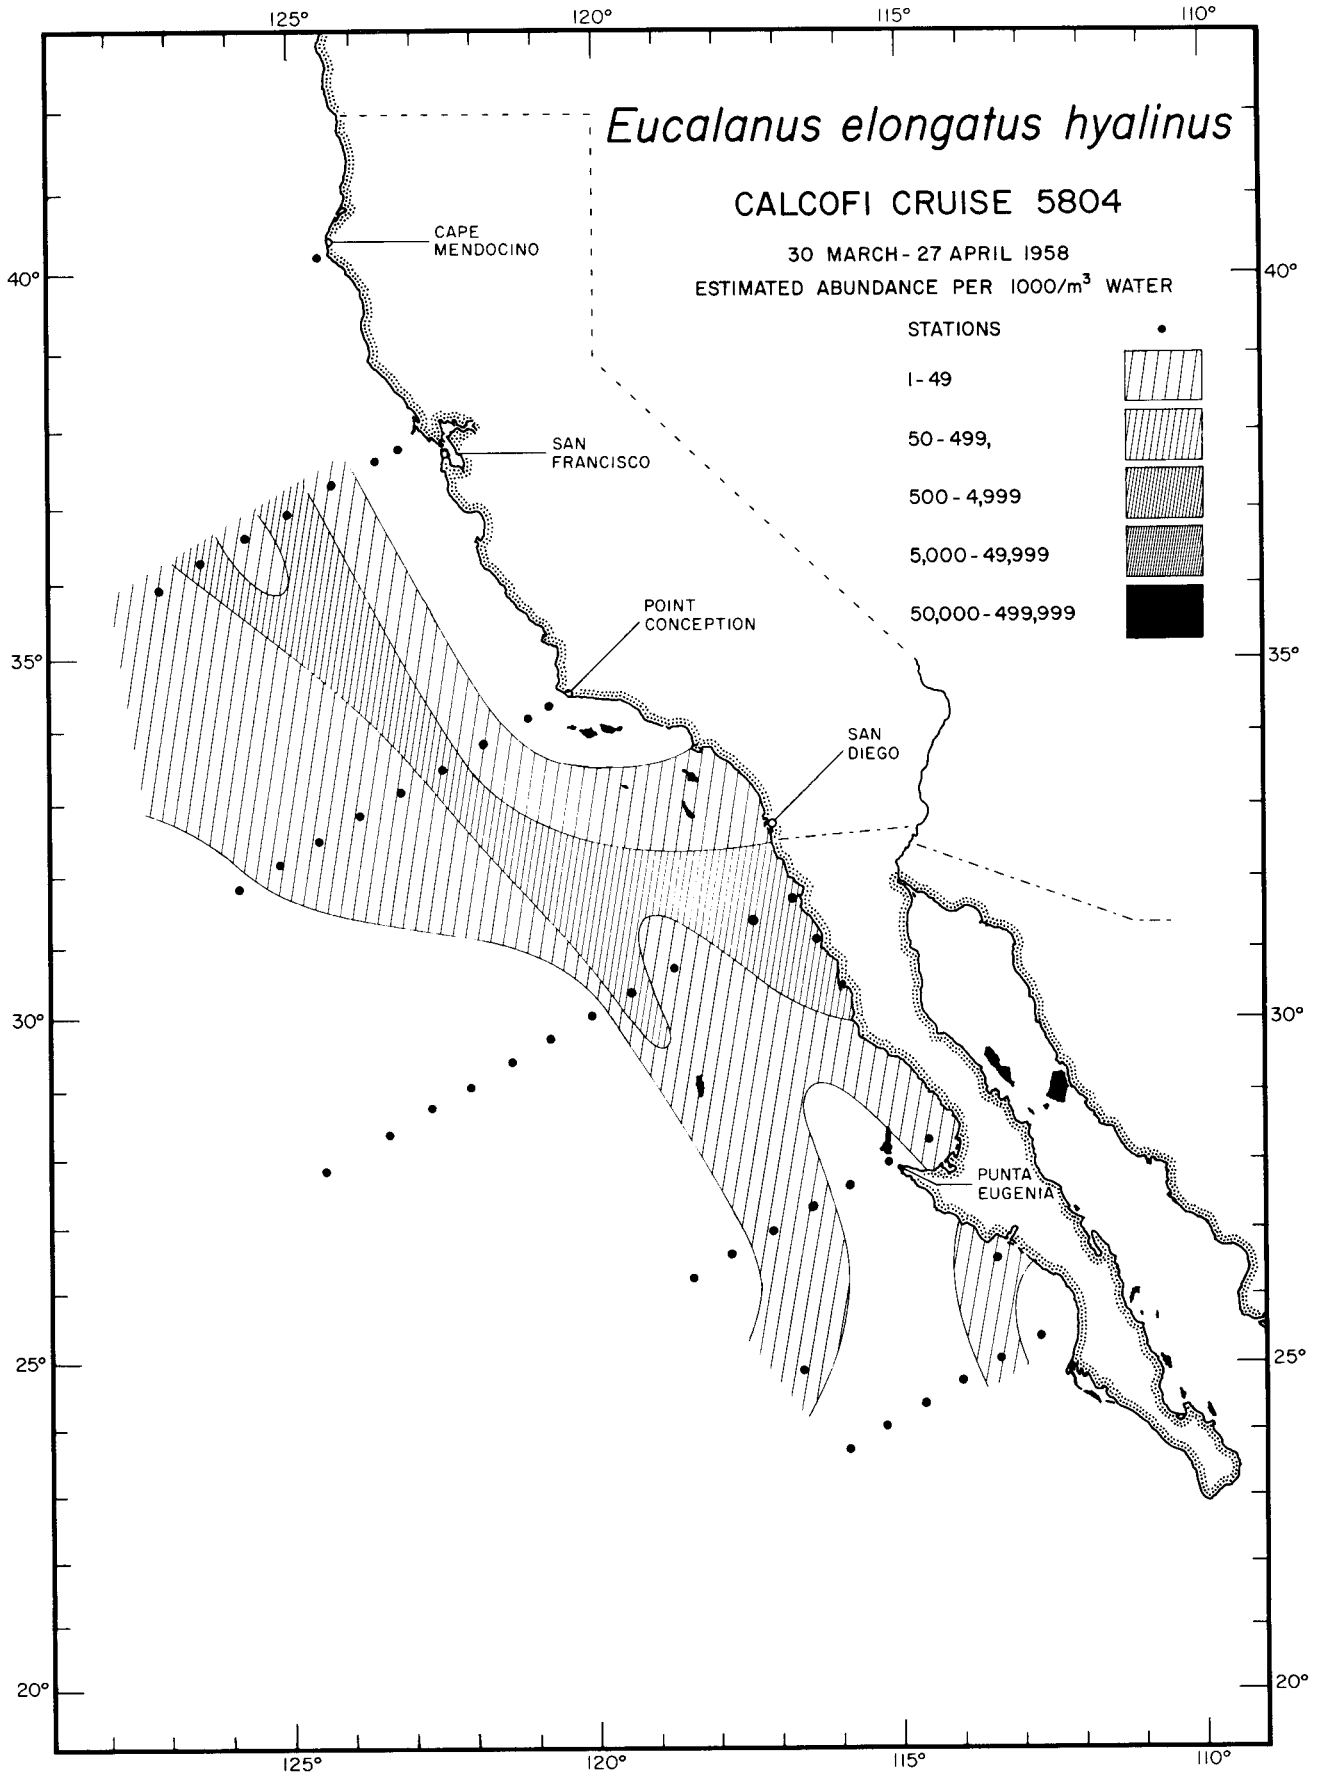 125° 120° 115° 110°
Eucalanus elongatus hyalinus
CALCOFI CRUISE 5804
30 MARCH - 27 APRIL 1958
ESTIMATED ABUNDANCE PER 1000/m³ WATER
STATIONS
1-49
50-499,
500-4,999
5,000-49,999
50,000-499,999
CAPE
MENDOCINO
40° 40°
SAN
FRANCISCO
POINT
CONCEPTION
35° 35°
SAN
DIEGO
30° 30°
PUNTA
EUGENIA
25° 25°
20° 20°
125° 120° 115° 110°